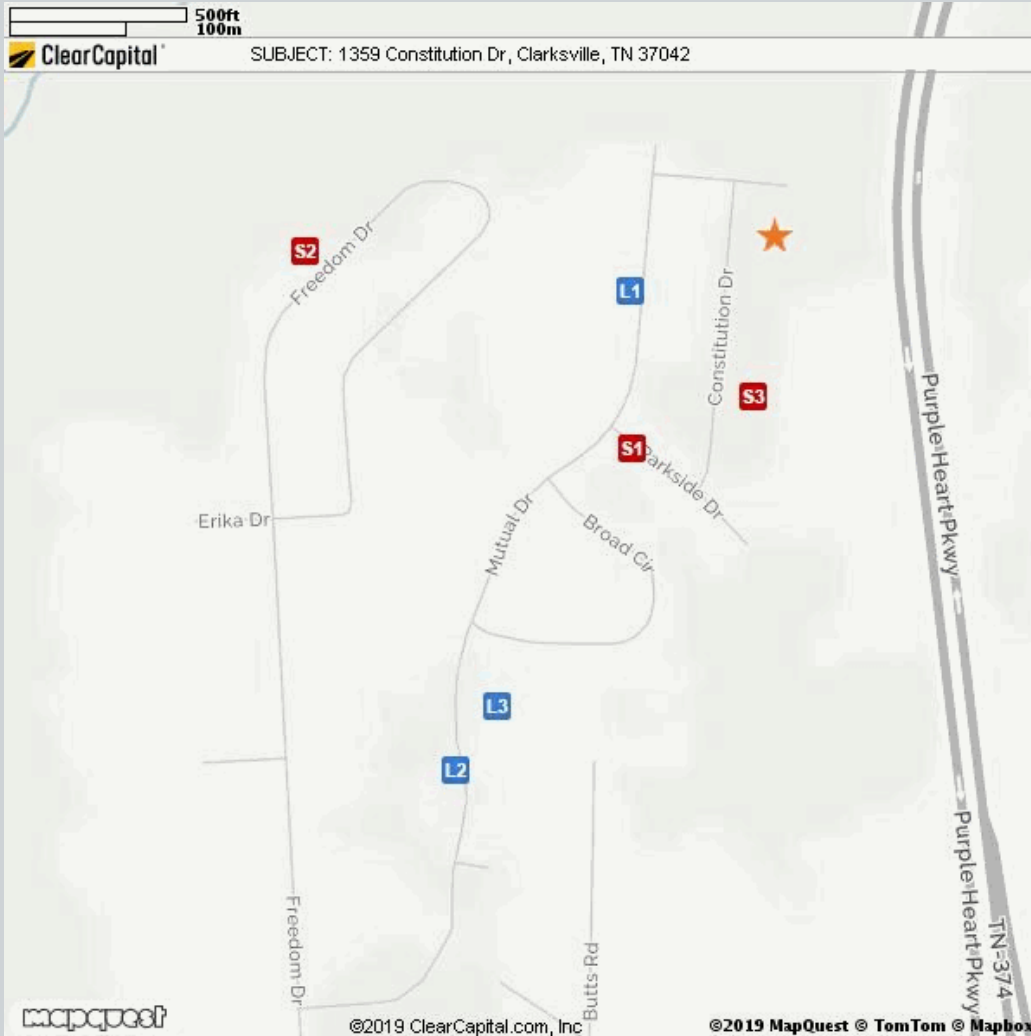 500ft
100m
ClearCapital
SUBJECT: 1359 Constitution Dr, Clarksville, TN 37042
S2
Freedom Dr
L1
Constitution Dr
S3
S1
Parkside Dr
Purple Heart Pkwy
Erika Dr
Mutual Dr
Broad Cir
L3
L2
Freedom Dr
Butts Rd
Purple Heart Pkwy
TN-374
mapquest
©2019 ClearCapital.com, Inc
©2019 MapQuest © TomTom © Mapbox